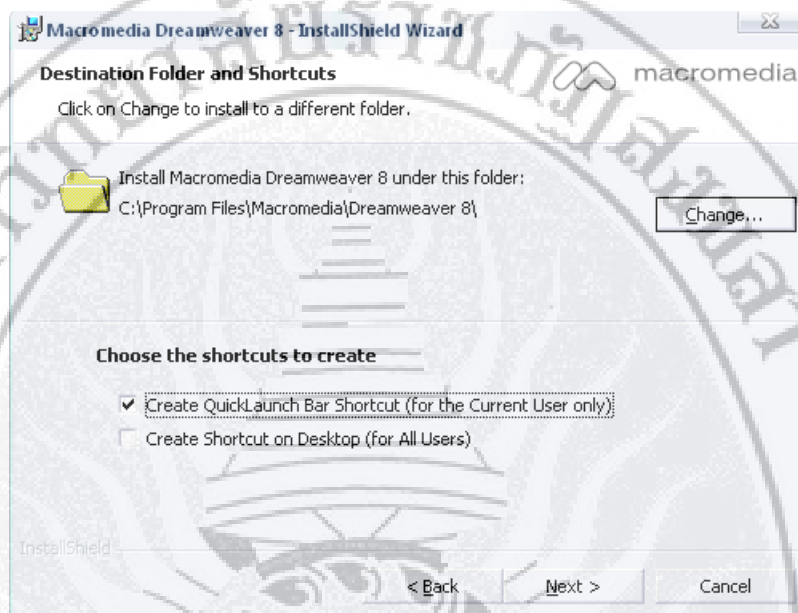 Macromedia Dreamweaver 8 - InstallShield Wizard
Destination Folder and Shortcuts
macromedia
Click on Change to install to a different folder.
Install Macromedia Dreamweaver 8 under this folder:
C:\Program Files\Macromedia\Dreamweaver 8\
Change...
Choose the shortcuts to create
Create QuickLaunch Bar Shortcut (for the Current User only)
Create Shortcut on Desktop (for All Users)
InstallShield
< Back Next > Cancel